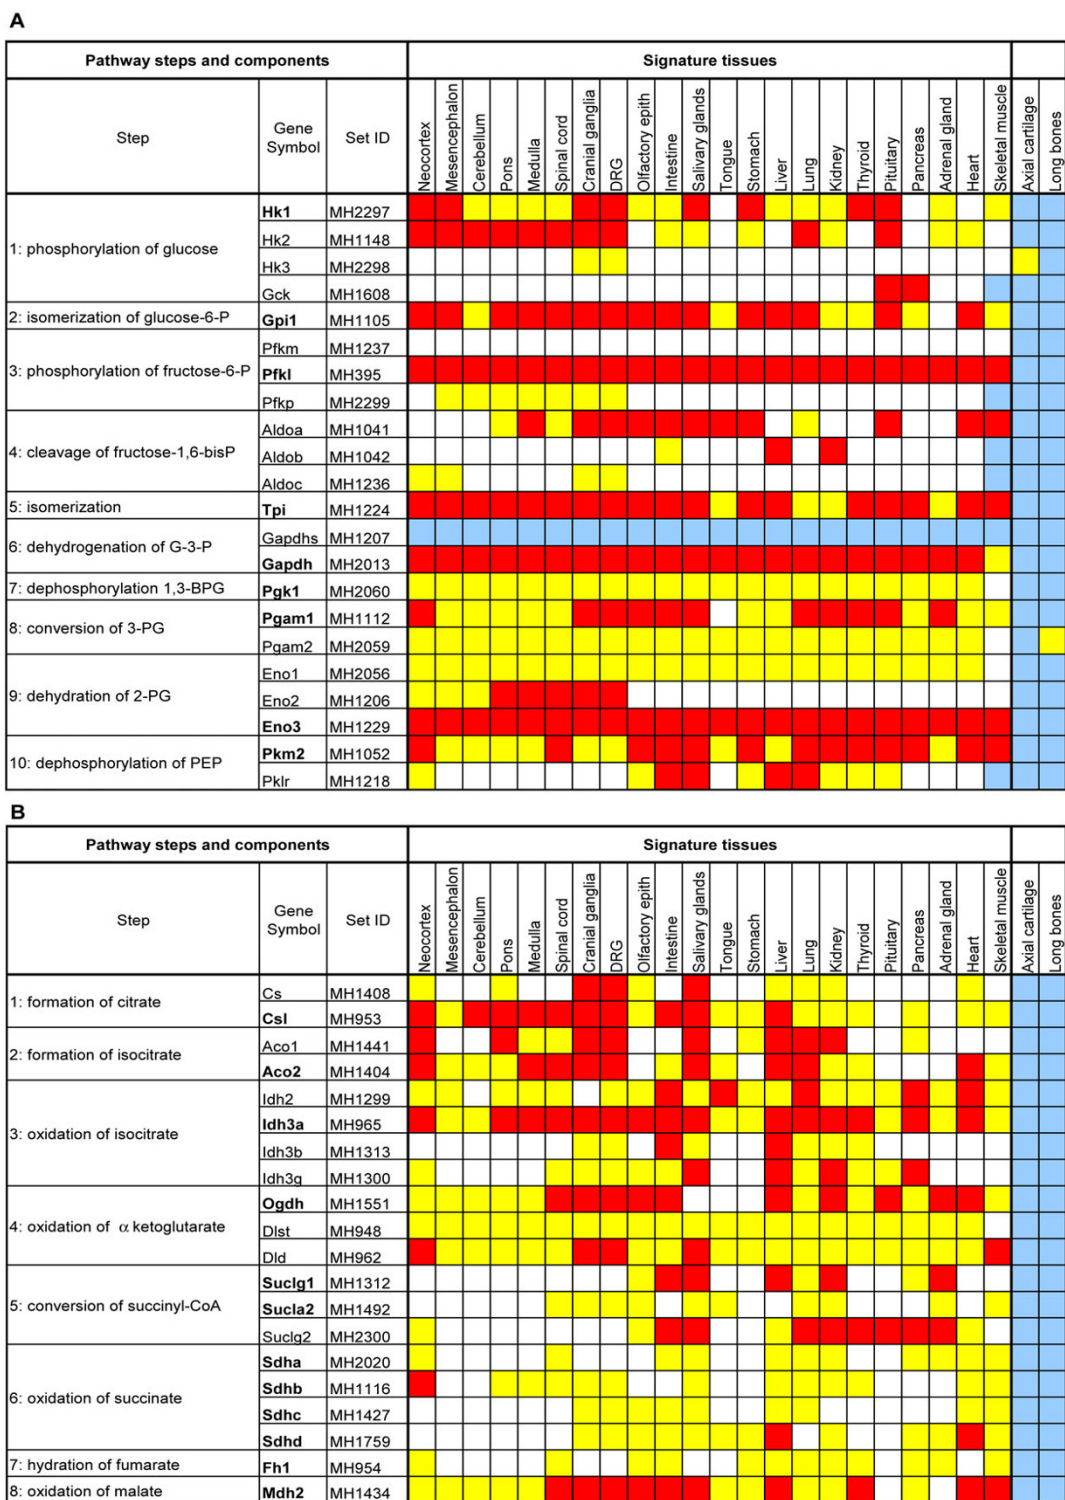 A
Pathway steps and components
Signature tissues
Step
Gene Symbol
Set ID
Neocortex
Mesencephalon
Cerebellum
Pons
Medulla
Spinal cord
Cranial ganglia
DRG
Olfactory epith
Intestine
Salivary glands
Tongue
Stomach
Liver
Lung
Kidney
Thyroid
Pituitary
Pancreas
Adrenal gland
Heart
Skeletal muscle
Axial cartilage
Long bones
1: phosphorylation of glucose
Hk1 MH2297
Hk2 MH1148
Hk3 MH2298
Gck MH1608
2: isomerization of glucose-6-P
Gpi1 MH1105
3: phosphorylation of fructose-6-P
Pfkm MH1237
Pfkl MH395
Pfkp MH2299
4: cleavage of fructose-1,6-bisP
Aldoa MH1041
Aldob MH1042
Aldoc MH1236
5: isomerization
Tpi MH1224
6: dehydrogenation of G-3-P
Gapdhs MH1207
Gapdh MH2013
7: dephosphorylation 1,3-BPG
Pgk1 MH2060
8: conversion of 3-PG
Pgam1 MH1112
Pgam2 MH2059
9: dehydration of 2-PG
Eno1 MH2056
Eno2 MH1206
Eno3 MH1229
10: dephosphorylation of PEP
Pkm2 MH1052
Pklr MH1218
B
Pathway steps and components
Signature tissues
Step
Gene Symbol
Set ID
Neocortex
Mesencephalon
Cerebellum
Pons
Medulla
Spinal cord
Cranial ganglia
DRG
Olfactory epith
Intestine
Salivary glands
Tongue
Stomach
Liver
Lung
Kidney
Thyroid
Pituitary
Pancreas
Adrenal gland
Heart
Skeletal muscle
Axial cartilage
Long bones
1: formation of citrate
Cs MH1408
Csl MH953
2: formation of isocitrate
Aco1 MH1441
Aco2 MH1404
3: oxidation of isocitrate
Idh2 MH1299
Idh3a MH965
Idh3b MH1313
Idh3g MH1300
4: oxidation of α ketoglutarate
Ogdh MH1551
Dlst MH948
Dld MH962
5: conversion of succinyl-CoA
Suclg1 MH1312
Sucla2 MH1492
Suclg2 MH2300
6: oxidation of succinate
Sdha MH2020
Sdhb MH1116
Sdhc MH1427
Sdhd MH1759
7: hydration of fumarate
Fh1 MH954
8: oxidation of malate
Mdh2 MH1434